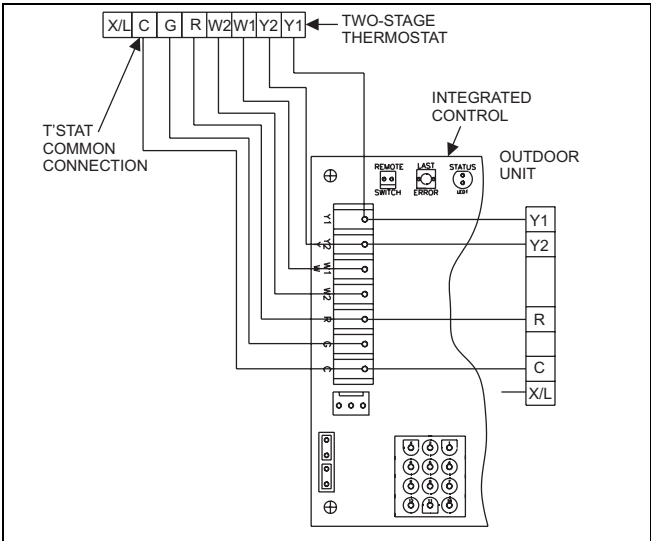 X/L C G R W2 W1 Y2 Y1
TWO-STAGE
THERMOSTAT
T'STAT
COMMON
CONNECTION
INTEGRATED
CONTROL
OUTDOOR
UNIT
REMOTE
SWITCH
LAST
ERROR
STATUS
LED1
Y1
Y2
Y
W1
W
W2
R
G
C
Y1
Y2
R
C
X/L